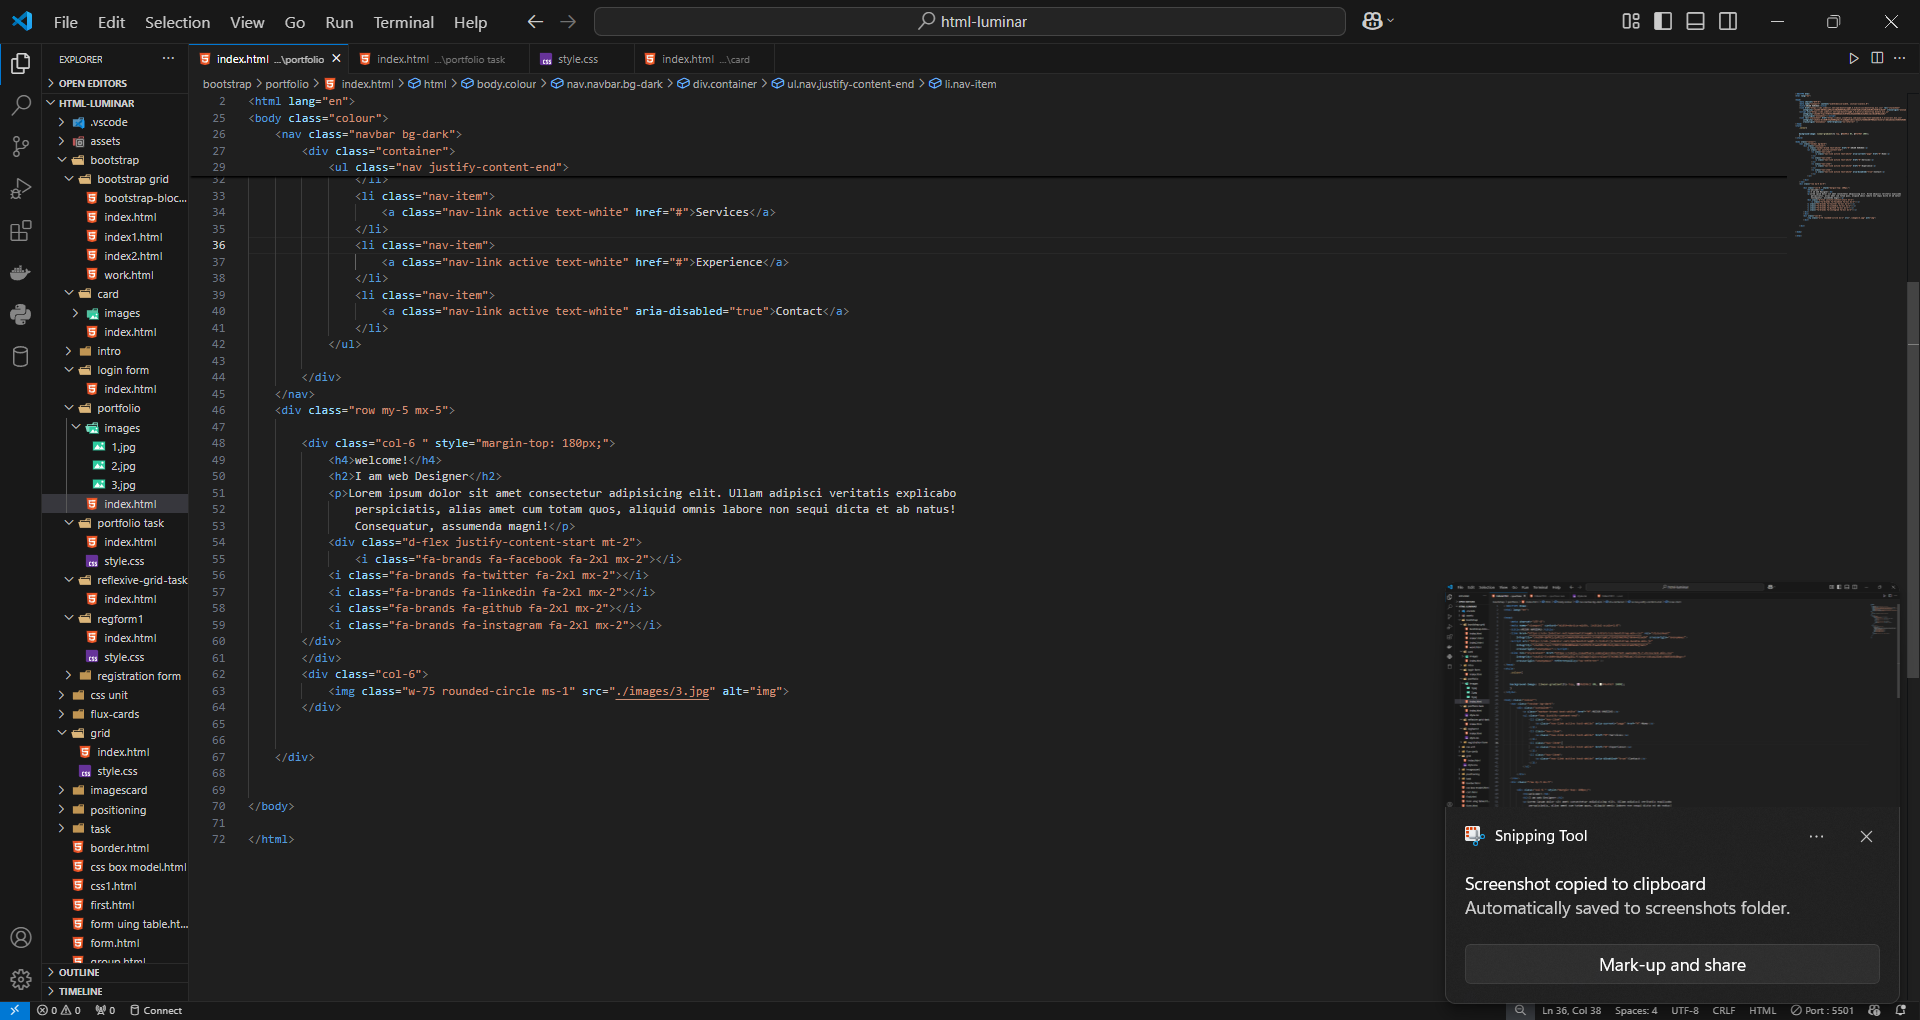 File Edit Selection View Go Run Terminal Help
html-luminar
EXPLORER
index.html ...\portfolio
index.html ...\portfolio task
style.css
index.html ...\card
bootstrap > portfolio > index.html > html > body.colour > nav.navbar.bg-dark > div.container > ul.nav.justify-content-end > li.nav-item
OPEN EDITORS
HTML-LUMINAR
.vscode
assets
bootstrap
bootstrap grid
bootstrap-bloc...
index.html
index1.html
index2.html
work.html
card
images
index.html
intro
login form
index.html
portfolio
images
1.jpg
2.jpg
3.jpg
index.html
portfolio task
index.html
style.css
reflexive-grid-task
index.html
regform1
index.html
style.css
registration form
css unit
flux-cards
grid
index.html
style.css
imagescard
positioning
task
border.html
css box model.html
css1.html
first.html
form uing table.ht...
form.html
group.html
OUTLINE
TIMELINE
2 <html lang="en">
25 <body class="colour">
26 <nav class="navbar bg-dark">
27 <div class="container">
29 <ul class="nav justify-content-end">
32 </li>
33 <li class="nav-item">
34 <a class="nav-link active text-white" href="#">Services</a>
35 </li>
36 <li class="nav-item">
37 <a class="nav-link active text-white" href="#">Experience</a>
38 </li>
39 <li class="nav-item">
40 <a class="nav-link active text-white" aria-disabled="true">Contact</a>
41 </li>
42 </ul>
43
44 </div>
45 </nav>
46 <div class="row my-5 mx-5">
47
48 <div class="col-6 " style="margin-top: 180px;">
49 <h4>welcome!</h4>
50 <h2>I am web Designer</h2>
51 <p>Lorem ipsum dolor sit amet consectetur adipisicing elit. Ullam adipisci veritatis explicabo
52 perspiciatis, alias amet cum totam quos, aliquid omnis labore non sequi dicta et ab natus!
53 Consequatur, assumenda magni!</p>
54 <div class="d-flex justify-content-start mt-2">
55 <i class="fa-brands fa-facebook fa-2xl mx-2"></i>
56 <i class="fa-brands fa-twitter fa-2xl mx-2"></i>
57 <i class="fa-brands fa-linkedin fa-2xl mx-2"></i>
58 <i class="fa-brands fa-github fa-2xl mx-2"></i>
59 <i class="fa-brands fa-instagram fa-2xl mx-2"></i>
60 </div>
61 </div>
62 <div class="col-6">
63 <img class="w-75 rounded-circle ms-1" src="./images/3.jpg" alt="img">
64 </div>
65
66
67 </div>
68
69
70 </body>
71
72 </html>
Snipping Tool
Screenshot copied to clipboard
Automatically saved to screenshots folder.
Mark-up and share
0 0 0 Connect
Ln 36, Col 38 Spaces: 4 UTF-8 CRLF HTML Port : 5501